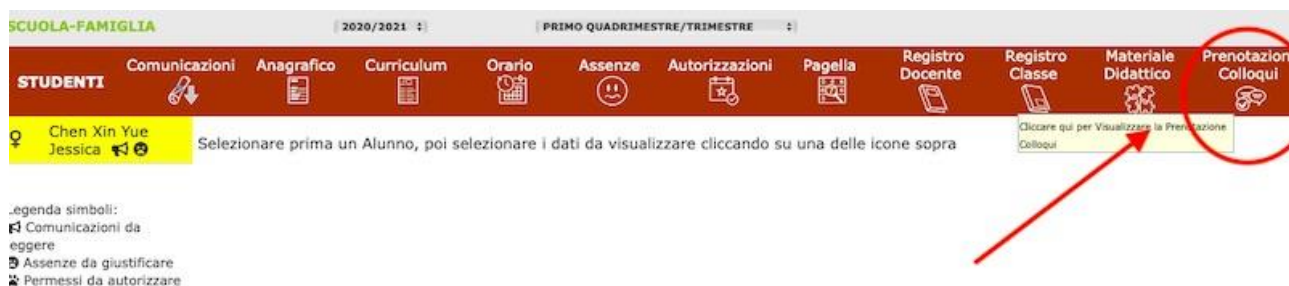 SCUOLA-FAMIGLIA 2020/2021 PRIMO QUADRIMESTRE/TRIMESTRE
STUDENTI
Comunicazioni
Anagrafico
Curriculum
Orario
Assenze
Autorizzazioni
Pagella
Registro
Docente
Registro
Classe
Materiale
Didattico
Prenotazion
Colloqui
Chen Xin Yue
Jessica
Selezionare prima un Alunno, poi selezionare i dati da visualizzare cliccando su una delle icone sopra
Cliccare qui per Visualizzare la Prenotazione
Colloqui
Legenda simboli:
Comunicazioni da
leggere
Assenze da giustificare
Permessi da autorizzare